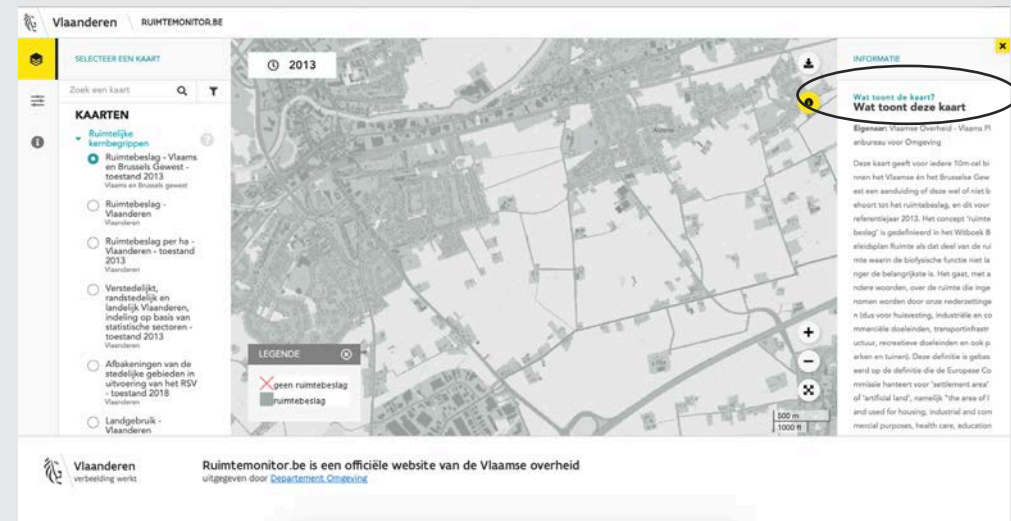 Vlaanderen
RUIMTEMONITOR.BE
SELECTEER EEN KAART
Zoek een kaart
KAARTEN
Ruimtelijke
kernbegrippen
Ruimtebeslag - Vlaams
en Brussels Gewest -
toestand 2013
Vlaams en Brussels gewest
Ruimtebeslag -
Vlaanderen
Vlaanderen
Ruimtebeslag per ha -
Vlaanderen - toestand
2013
Vlaanderen
Verstedelijkt,
randstedelijk en
landelijk Vlaanderen,
indeling op basis van
statistische sectoren -
toestand 2013
Vlaanderen
Afbakeningen van de
stedelijke gebieden in
uitvoering van het RSV
- toestand 2018
Vlaanderen
Landgebruik -
Vlaanderen
2013
LEGENDE
geen ruimtebeslag
ruimtebeslag
500 m
1000 ft
INFORMATIE
Wat toont de kaart?
Wat toont deze kaart
Eigenaar: Vlaamse Overheid - Vlaams Pl
anbureau voor Omgeving
Deze kaart geeft voor iedere 10m-cel bi
nnen het Vlaamse én het Brusselse Gew
est een aanduiding of deze wel of niet b
ehoort tot het ruimtebeslag, en dit voor
referentiejaar 2013. Het concept 'ruimte
beslag' is gedefinieerd in het Witboek B
eleidsplan Ruimte als dat deel van de rui
mte waarin de biofysische functie niet la
nger de belangrijkste is. Het gaat, met a
ndere woorden, over de ruimte die inge
nomen worden door onze nederzettinge
n (dus voor huisvesting, industriële en co
mmerciële doeleinden, transportinfrastr
uctuur, recreatieve doeleinden en ook p
arken en tuinen). Deze definitie is gebas
eerd op de definitie die de Europese Co
mmissie hanteert voor 'settlement area'
of 'artificial land', namelijk "the area of l
and used for housing, industrial and com
mercial purposes, health care, education
Vlaanderen
verbeelding werkt
Ruimtemonitor.be is een officiële website van de Vlaamse overheid
uitgegeven door Departement Omgeving